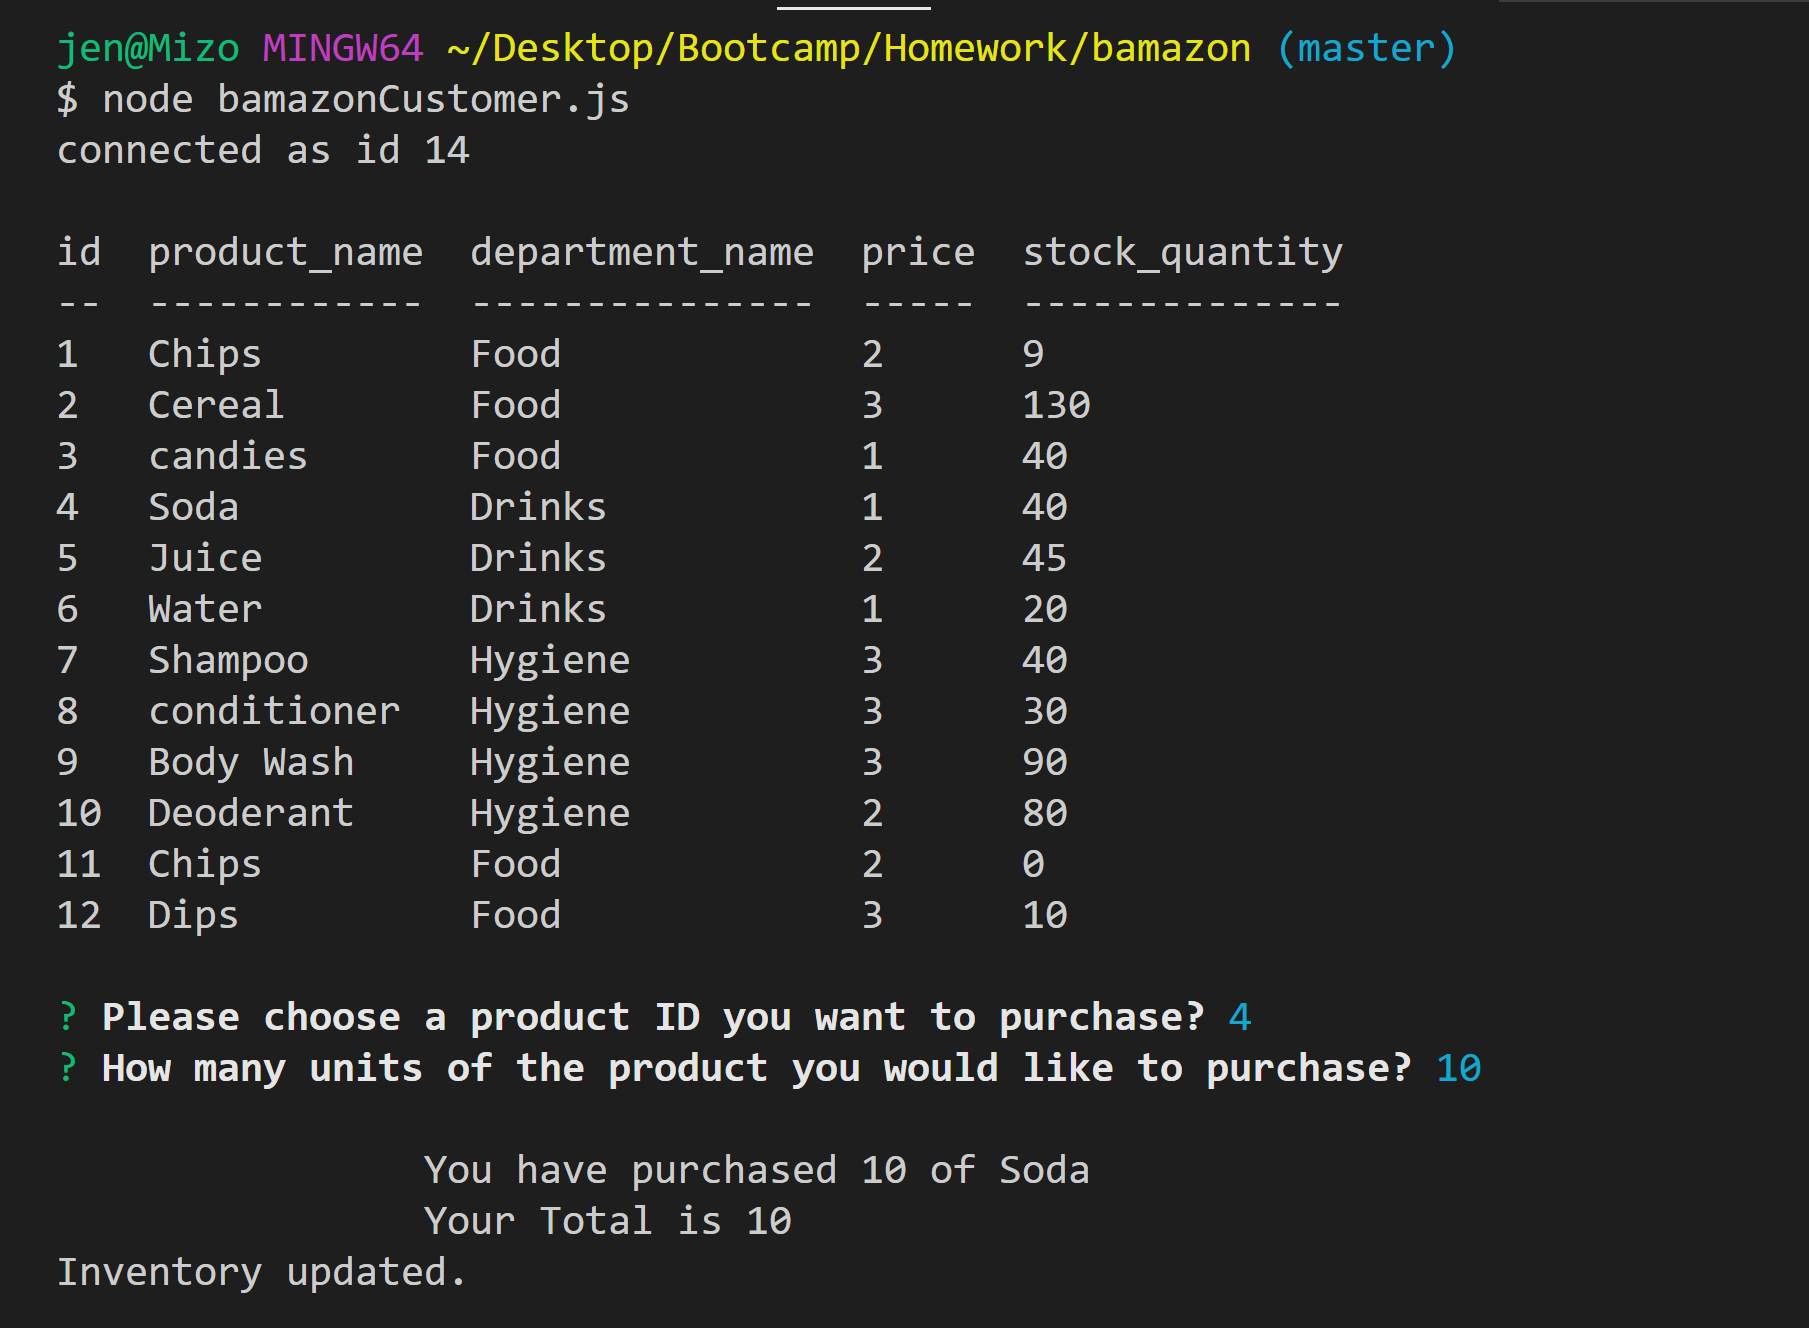 jen@Mizo MINGW64 ~/Desktop/Bootcamp/Homework/bamazon (master)
$ node bamazonCustomer.js
connected as id 14
id  product_name  department_name  price  stock_quantity
--  ------------  ---------------  -----  --------------
1   Chips         Food             2      9
2   Cereal        Food             3      130
3   candies       Food             1      40
4   Soda          Drinks           1      40
5   Juice         Drinks           2      45
6   Water         Drinks           1      20
7   Shampoo       Hygiene          3      40
8   conditioner   Hygiene          3      30
9   Body Wash     Hygiene          3      90
10  Deoderant     Hygiene          2      80
11  Chips         Food             2      0
12  Dips          Food             3      10
? Please choose a product ID you want to purchase? 4
? How many units of the product you would like to purchase? 10
You have purchased 10 of Soda
Your Total is 10
Inventory updated.